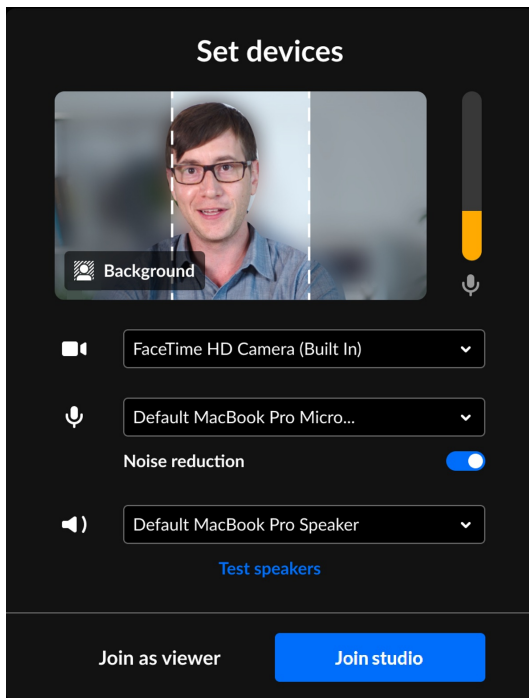 Set devices
Background
FaceTime HD Camera (Built In)
Default MacBook Pro Micro...
Noise reduction
Default MacBook Pro Speaker
Test speakers
Join as viewer
Join studio